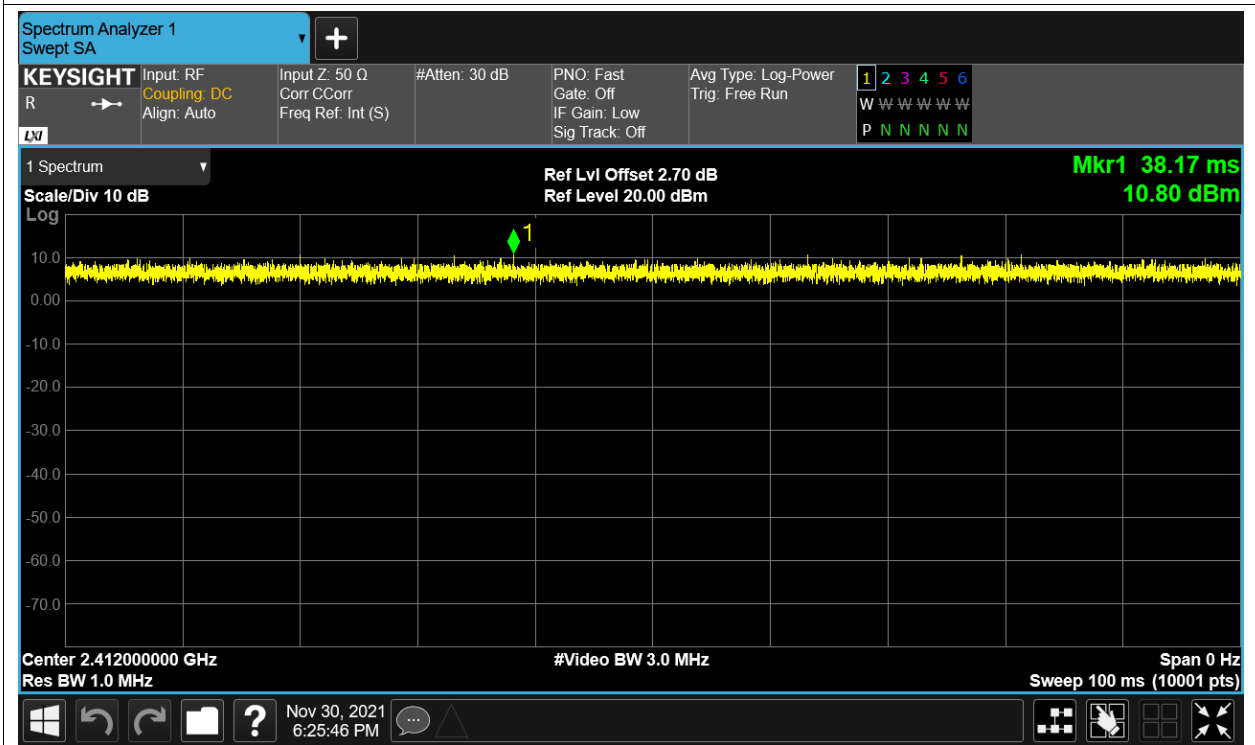 Spectrum Analyzer 1
Swept SA
KEYSIGHT
R
LXI
Input: RF
Coupling: DC
Align: Auto
Input Z: 50 Ω
Corr CCorr
Freq Ref: Int (S)
#Atten: 30 dB
PNO: Fast
Gate: Off
IF Gain: Low
Sig Track: Off
Avg Type: Log-Power
Trig: Free Run
1 2 3 4 5 6
W W W W W W
P N N N N N
1 Spectrum
Scale/Div 10 dB
Ref Lvl Offset 2.70 dB
Ref Level 20.00 dBm
Mkr1 38.17 ms
10.80 dBm
Log
1
10.0
0.00
-10.0
-20.0
-30.0
-40.0
-50.0
-60.0
-70.0
Center 2.412000000 GHz
Res BW 1.0 MHz
#Video BW 3.0 MHz
Span 0 Hz
Sweep 100 ms (10001 pts)
?
Nov 30, 2021
6:25:46 PM